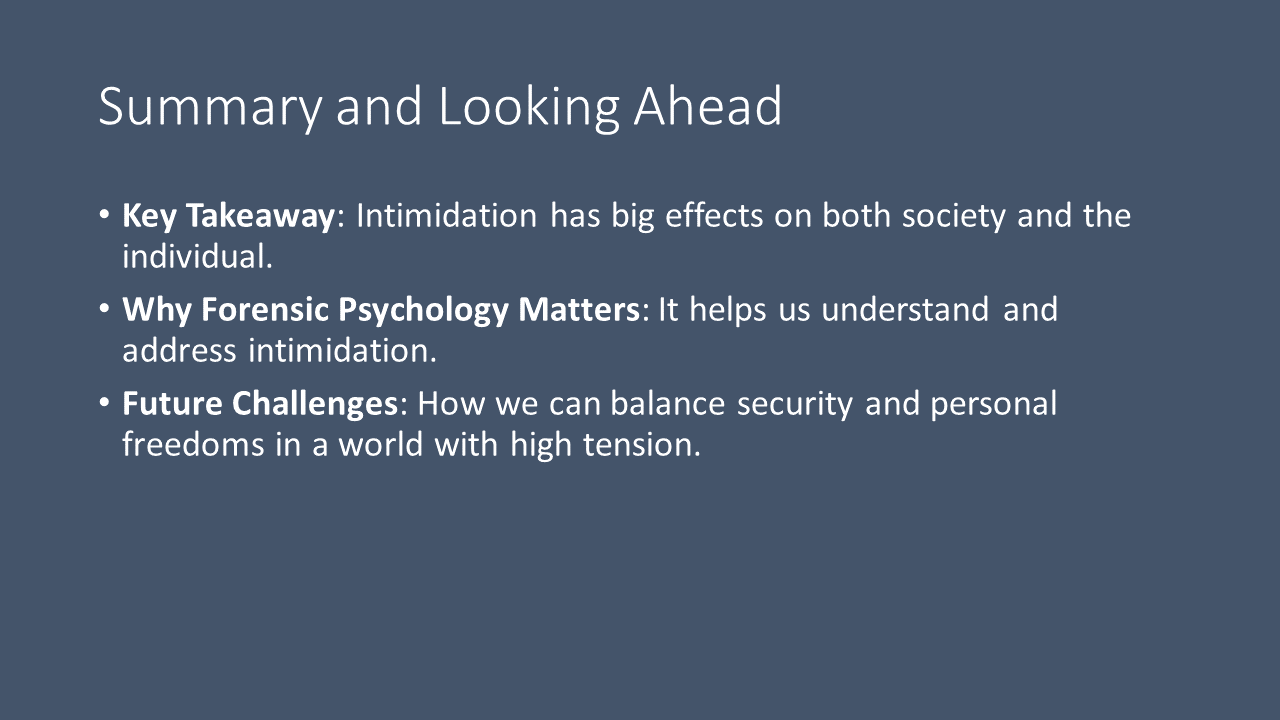 Summary and Looking Ahead
• Key Takeaway: Intimidation has big effects on both society and the
individual.
• Why Forensic Psychology Matters: It helps us understand and
address intimidation.
• Future Challenges: How we can balance security and personal
freedoms in a world with high tension.